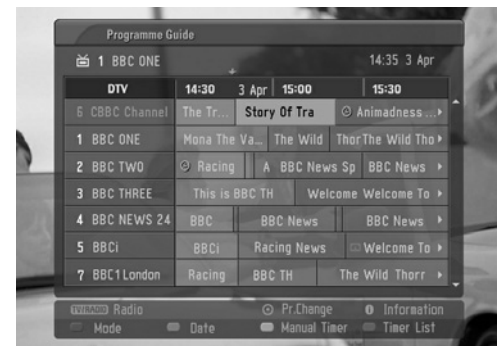 Programme Guide
1 BBC ONE 14:35 3 Apr
DTV 14:30 3 Apr 15:00 15:30
6 CBBC Channel The Tr... Story Of Tra Animadness ...
1 BBC ONE Mona The Va... The Wild ThorThe Wild Tho
2 BBC TWO Racing A BBC News Sp BBC News
3 BBC THREE This is BBC TH Welcome Welcome To
4 BBC NEWS 24 BBC BBC News BBC News
5 BBCi BBCi Racing News Welcome To
7 BBC1London Racing BBC TH The Wild Thorr
TV/RADIO Radio Pr.Change i Information
Mode Date Manual Timer Timer List